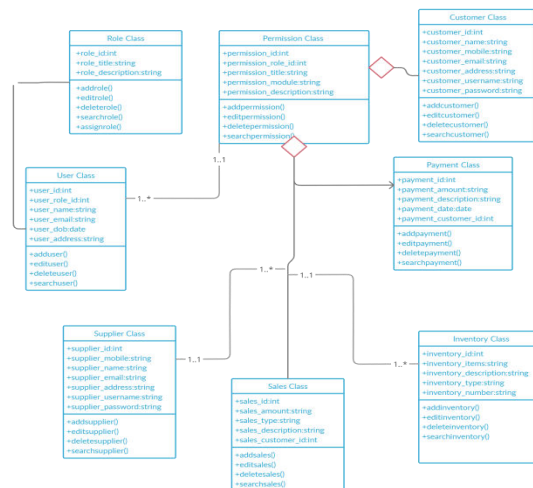 Role Class
+role_id:int
+role_title:string
+role_description:string
+addrole()
+editrole()
+deleterole()
+searchrole()
+assignrole()
Permission Class
+permission_id:int
+permission_role_id:int
+permission_title:string
+permission_module:string
+permission_description:string
+addpermission()
+editpermission()
+deletepermission()
+searchpermission()
Customer Class
+customer_id:int
+customer_name:string
+customer_mobile:string
+customer_email:string
+customer_address:string
+customer_username:string
+customer_password:string
+addcustomer()
+editcustomer()
+deletecustomer()
+searchcustomer()
1..1
1..*
User Class
+user_id:int
+user_role_id:int
+user_name:string
+user_email:string
+user_dob:date
+user_address:string
+adduser()
+edituser()
+deleteuser()
+searchuser()
Payment Class
+payment_id:int
+payment_amount:string
+payment_description:string
+payment_date:date
+payment_customer_id:int
+addpayment()
+editpayment()
+deletepayment()
+searchpayment()
1..*
1..1
Supplier Class
+supplier_id:int
+supplier_mobile:string
+supplier_name:string
+supplier_email:string
+supplier_address:string
+supplier_username:string
+supplier_password:string
+addsupplier()
+editsupplier()
+deletesupplier()
+searchsupplier()
1..1
1..*
Inventory Class
+inventory_id:int
+inventory_items:string
+inventory_description:string
+inventory_type:string
+inventory_number:string
+addinventory()
+editinventory()
+deleteinventory()
+searchinventory()
Sales Class
+sales_id:int
+sales_amount:string
+sales_type:string
+sales_description:string
+sales_customer_id:int
+addsales()
+editsales()
+deletesales()
+searchsales()